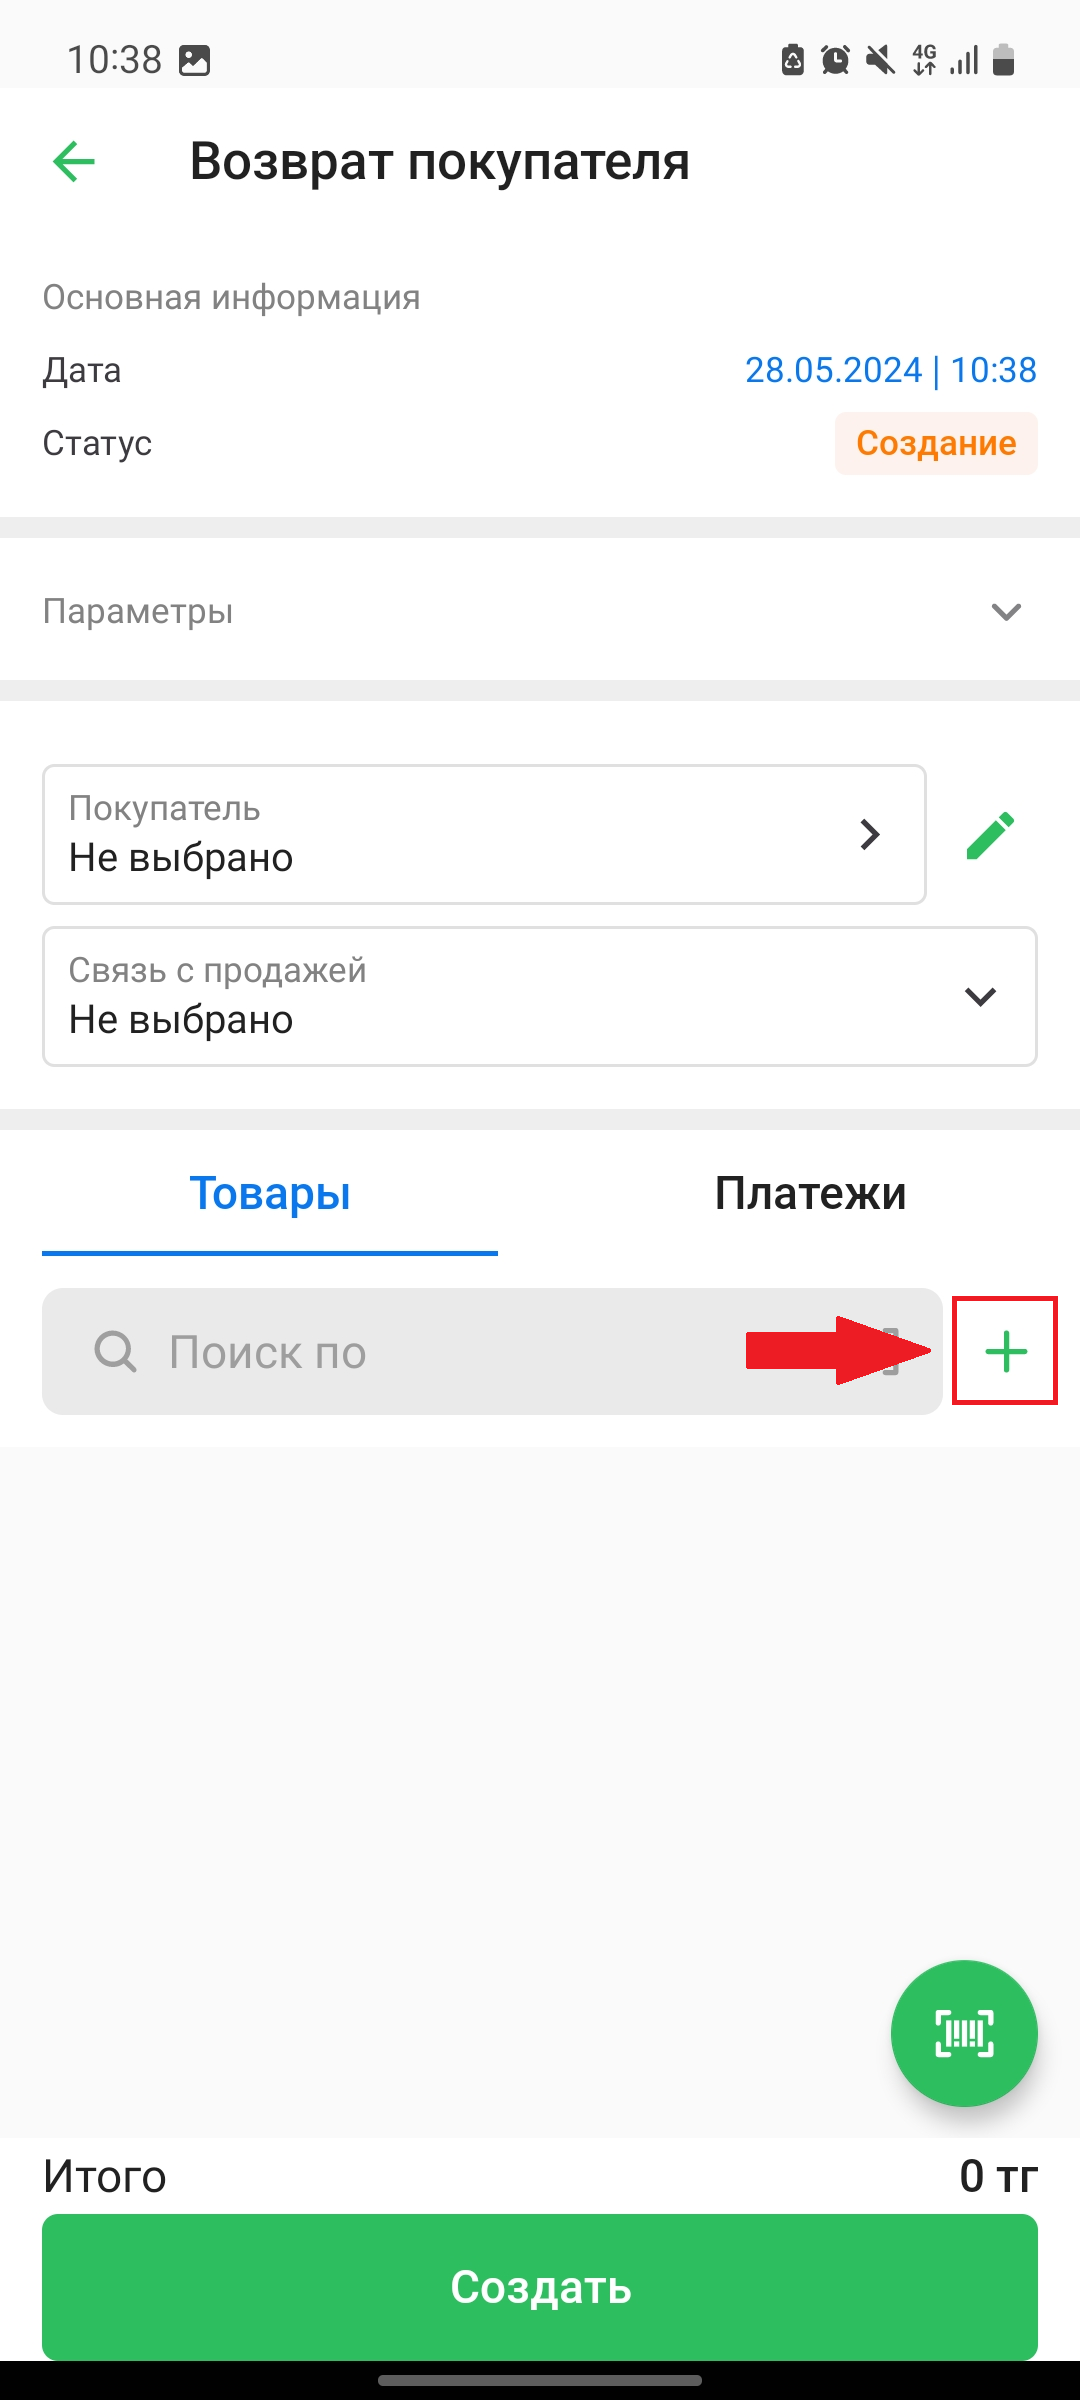 10:38
4G
Возврат покупателя
Основная информация
Дата
28.05.2024 | 10:38
Статус
Создание
Параметры
Покупатель
Не выбрано
Связь с продажей
Не выбрано
Товары
Платежи
Поиск по
Итого
0 тг
Создать